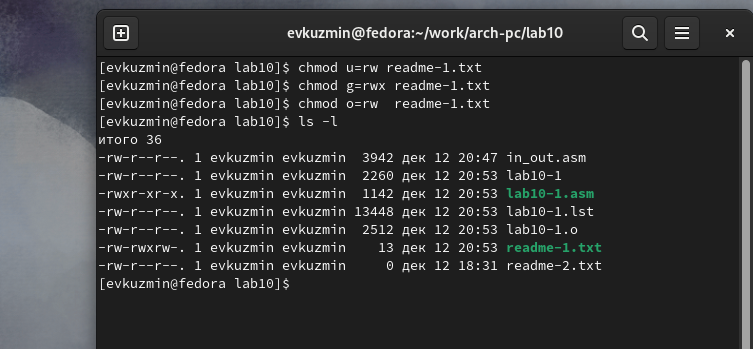 evkuzmin@fedora:~/work/arch-pc/lab10
[evkuzmin@fedora lab10]$ chmod u=rw readme-1.txt
[evkuzmin@fedora lab10]$ chmod g=rwx readme-1.txt
[evkuzmin@fedora lab10]$ chmod o=rw  readme-1.txt
[evkuzmin@fedora lab10]$ ls -l
итого 36
-rw-r--r--. 1 evkuzmin evkuzmin  3942 дек 12 20:47 in_out.asm
-rw-r--r--. 1 evkuzmin evkuzmin  2260 дек 12 20:53 lab10-1
-rwxr-xr-x. 1 evkuzmin evkuzmin  1142 дек 12 20:53 lab10-1.asm
-rw-r--r--. 1 evkuzmin evkuzmin 13448 дек 12 20:53 lab10-1.lst
-rw-r--r--. 1 evkuzmin evkuzmin  2512 дек 12 20:53 lab10-1.o
-rw-rwxrw-. 1 evkuzmin evkuzmin    13 дек 12 20:53 readme-1.txt
-rw-r--r--. 1 evkuzmin evkuzmin     0 дек 12 18:31 readme-2.txt
[evkuzmin@fedora lab10]$